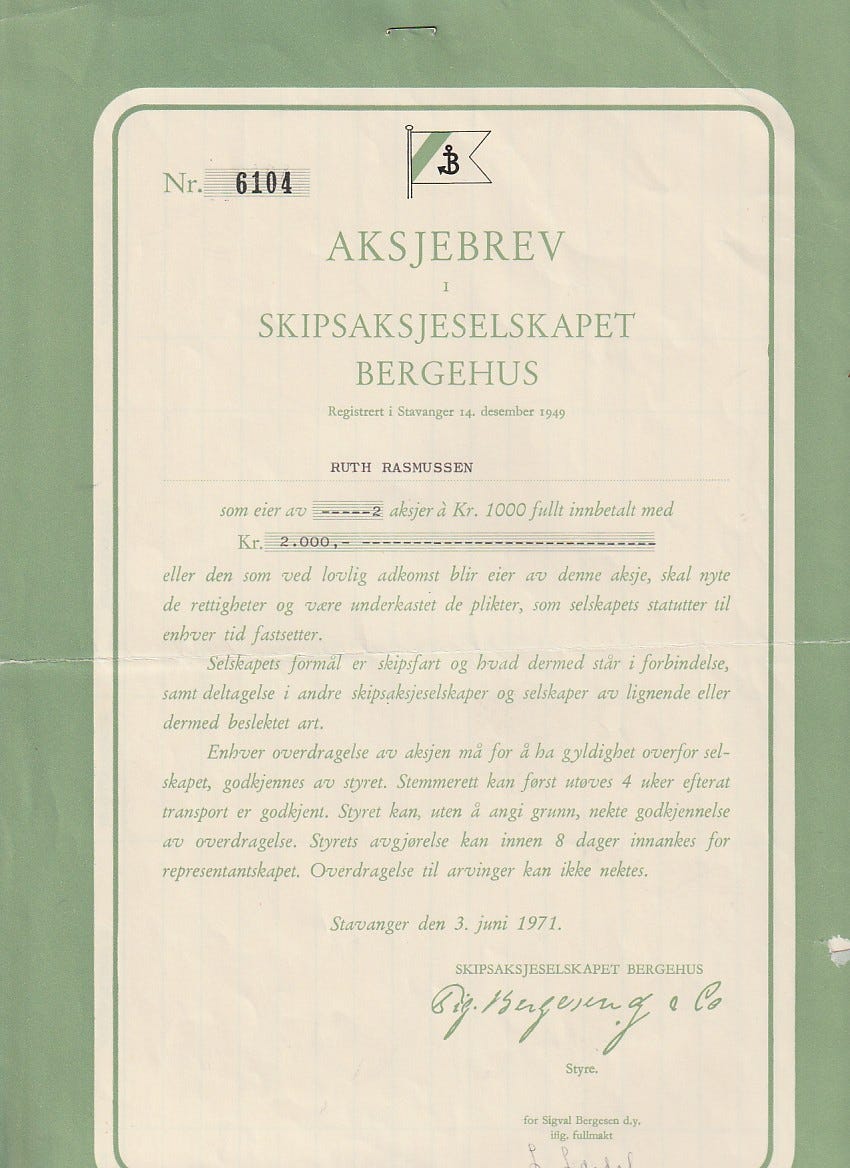 Nr. 6104
B
AKSJEBREV
I
SKIPSAKSJESELSKAPET
BERGEHUS
Registrert i Stavanger 14. desember 1949
RUTH RASMUSSEN
som eier av -----2 aksjer à Kr. 1000 fullt innbetalt med
Kr. 2.000,- ----------------------------
eller den som ved lovlig adkomst blir eier av denne aksje, skal nyte
de rettigheter og være underkastet de plikter, som selskapets statutter til
enhver tid fastsetter.
Selskapets formål er skipsfart og hvad dermed står i forbindelse,
samt deltagelse i andre skipsaksjeselskaper og selskaper av lignende eller
dermed beslektet art.
Enhver overdragelse av aksjen må for å ha gyldighet overfor sel-
skapet, godkjennes av styret. Stemmerett kan først utøves 4 uker efterat
transport er godkjent. Styret kan, uten å angi grunn, nekte godkjennelse
av overdragelse. Styrets avgjørelse kan innen 8 dager innankes for
representantskapet. Overdragelse til arvinger kan ikke nektes.
Stavanger den 3. juni 1971.
SKIPSAKSJESELSKAPET BERGEHUS
Sig. Bergesen d.y. & Co
Styre.
for Sigval Bergesen d.y.
iflg. fullmakt